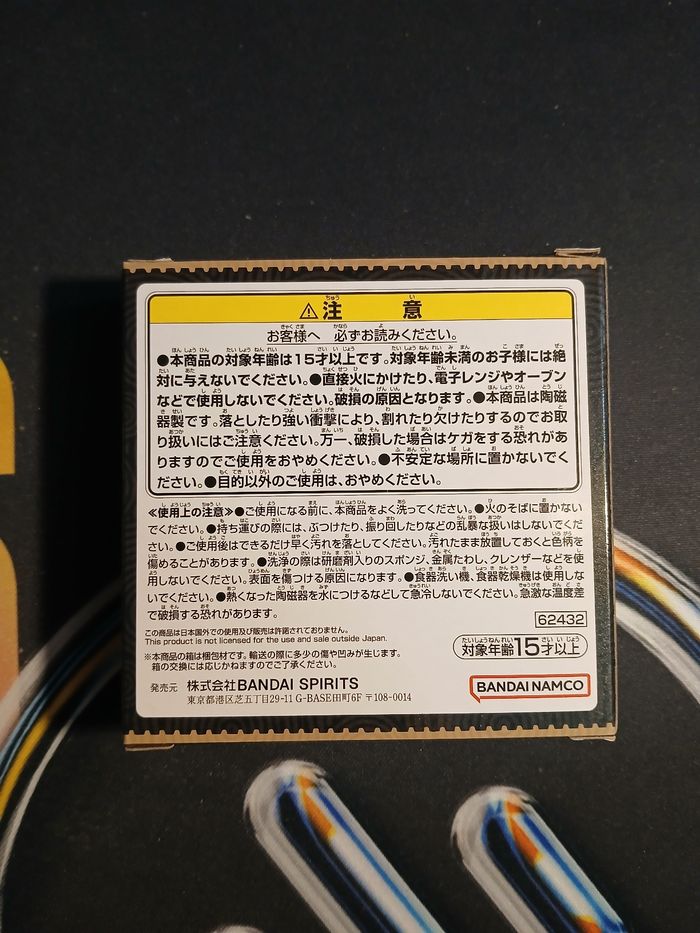 ⚠注意
お客様へ 必ずお読みください。
●本商品の対象年齢は15才以上です。対象年齢未満のお子様には絶
対に与えないでください。●直接火にかけたり、電子レンジやオーブン
などで使用しないでください。破損の原因となります。●本商品は陶磁
器製です。落としたり強い衝撃により、割れたり欠けたりするのでお取
り扱いにはご注意ください。万一、破損した場合はケガをする恐れがあ
りますのでご使用をおやめください。●不安定な場所に置かないでく
ださい。●目的以外のご使用は、おやめください。
≪使用上の注意≫●ご使用になる前に、本商品をよく洗ってください。●火のそばに置かない
でください。●持ち運びの際には、ぶつけたり、振り回したりなどの乱暴な扱いはしないでくだ
さい。●ご使用後はできるだけ早く汚れを落としてください。汚れたまま放置しておくと色柄を
傷めることがあります。●洗浄の際は研磨剤入りのスポンジ、金属たわし、クレンザーなどを使
用しないでください。表面を傷つける原因になります。●食器洗い機、食器乾燥機は使用しな
いでください。●熱くなった陶磁器を水につけるなどして急冷しないでください。急激な温度差
で破損する恐れがあります。
62432
この商品は日本国外での使用及び販売は許諾されておりません。
This product is not licensed for the use and sale outside Japan.
対象年齢15才以上
※本商品の箱は梱包材です。輸送の際に多少の傷や凹みが生じます。
箱の交換には応じかねますのでご了承ください。
発売元 株式会社BANDAI SPIRITS
東京都港区芝五丁目29-11 G-BASE田町6F 〒108-0014
BANDAI NAMCO